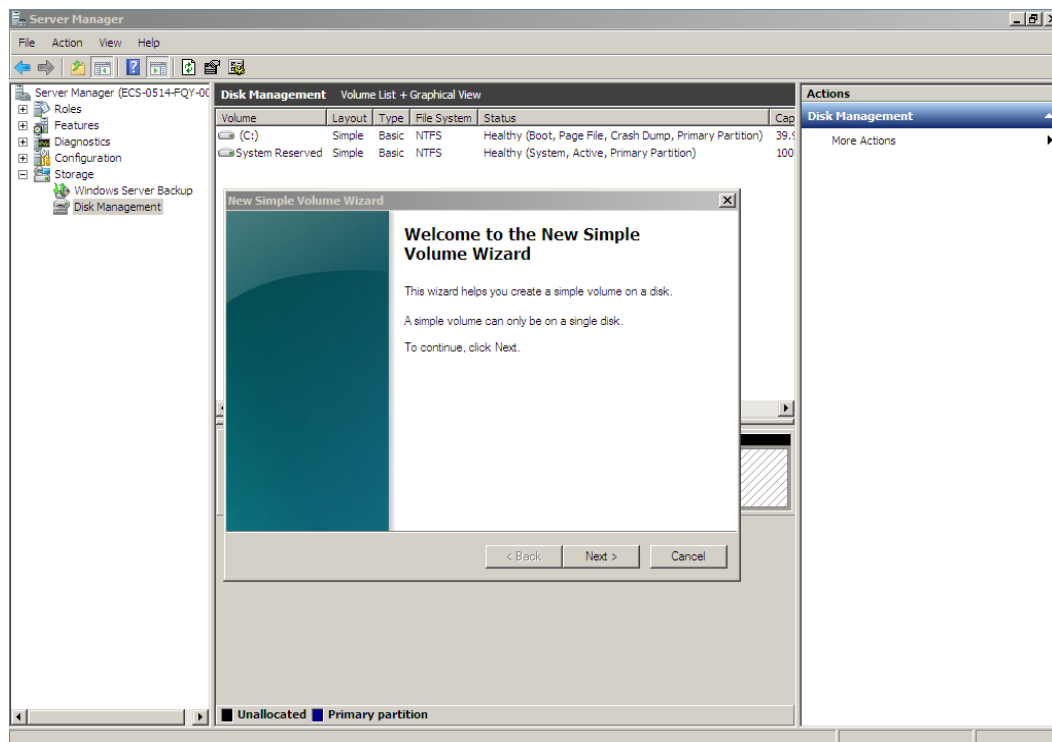 Server Manager
File Action View Help
Server Manager (ECS-0514-FQY-00
Roles
Features
Diagnostics
Configuration
Storage
Windows Server Backup
Disk Management
Disk Management Volume List + Graphical View
Volume Layout Type File System Status Cap
(C:) Simple Basic NTFS Healthy (Boot, Page File, Crash Dump, Primary Partition) 39.9
System Reserved Simple Basic NTFS Healthy (System, Active, Primary Partition) 100
New Simple Volume Wizard
Welcome to the New Simple
Volume Wizard
This wizard helps you create a simple volume on a disk.
A simple volume can only be on a single disk.
To continue, click Next.
< Back Next > Cancel
Unallocated Primary partition
Actions
Disk Management
More Actions